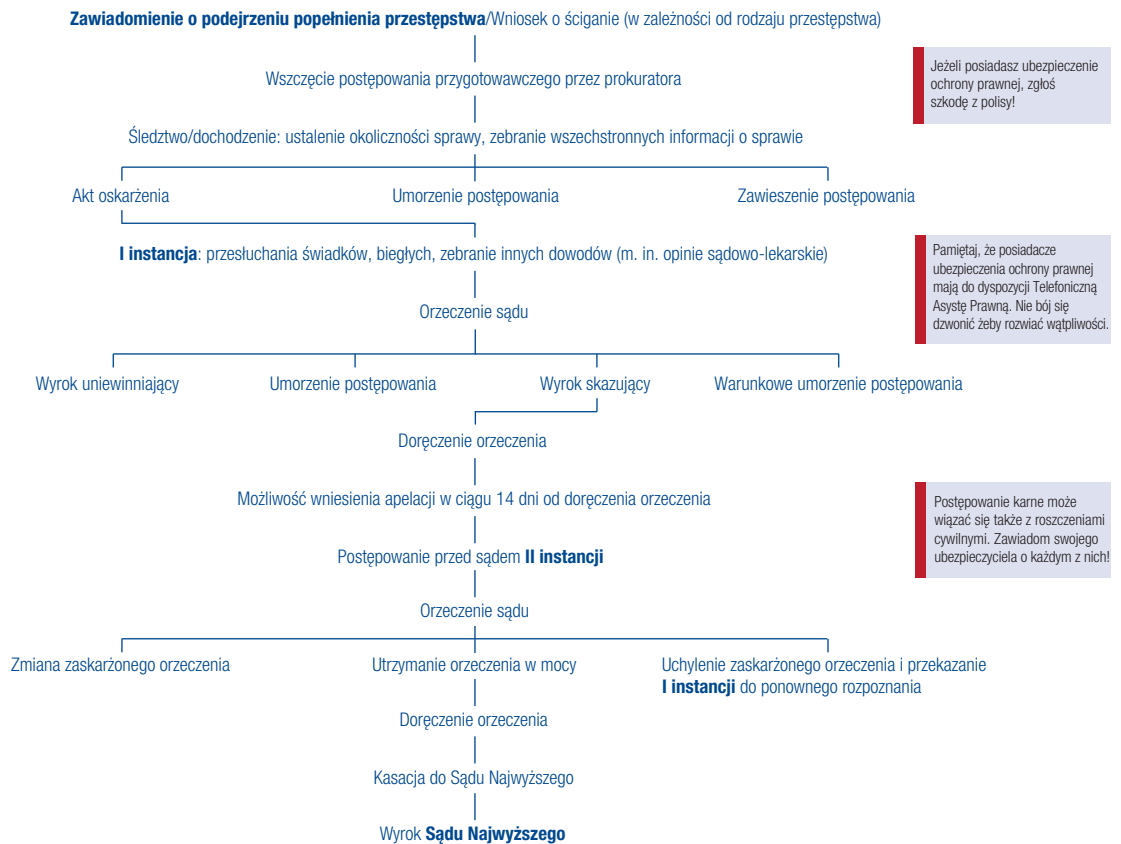 Zawiadomienie o podejrzeniu popełnienia przestępstwa/Wniosek o ściganie (w zależności od rodzaju przestępstwa)
Jeżeli posiadasz ubezpieczenie
ochrony prawnej, zgłoś
szkodę z polisy!
Wszczęcie postępowania przygotowawczego przez prokuratora
Śledztwo/dochodzenie: ustalenie okoliczności sprawy, zebranie wszechstronnych informacji o sprawie
Akt oskarżenia
Umorzenie postępowania
Zawieszenie postępowania
I instancja: przesłuchania świadków, biegłych, zebranie innych dowodów (m. in. opinie sądowo-lekarskie)
Pamiętaj, że posiadacze
ubezpieczenia ochrony prawnej
mają do dyspozycji Telefoniczną
Asystę Prawną. Nie bój się
dzwonić żeby rozwiać wątpliwości.
Orzeczenie sądu
Wyrok uniewinniający
Umorzenie postępowania
Wyrok skazujący
Warunkowe umorzenie postępowania
Doręczenie orzeczenia
Możliwość wniesienia apelacji w ciągu 14 dni od doręczenia orzeczenia
Postępowanie karne może
wiązać się także z roszczeniami
cywilnymi. Zawiadom swojego
ubezpieczyciela o każdym z nich!
Postępowanie przed sądem II instancji
Orzeczenie sądu
Zmiana zaskarżonego orzeczenia
Utrzymanie orzeczenia w mocy
Uchylenie zaskarżonego orzeczenia i przekazanie
I instancji do ponownego rozpoznania
Doręczenie orzeczenia
Kasacja do Sądu Najwyższego
Wyrok Sądu Najwyższego